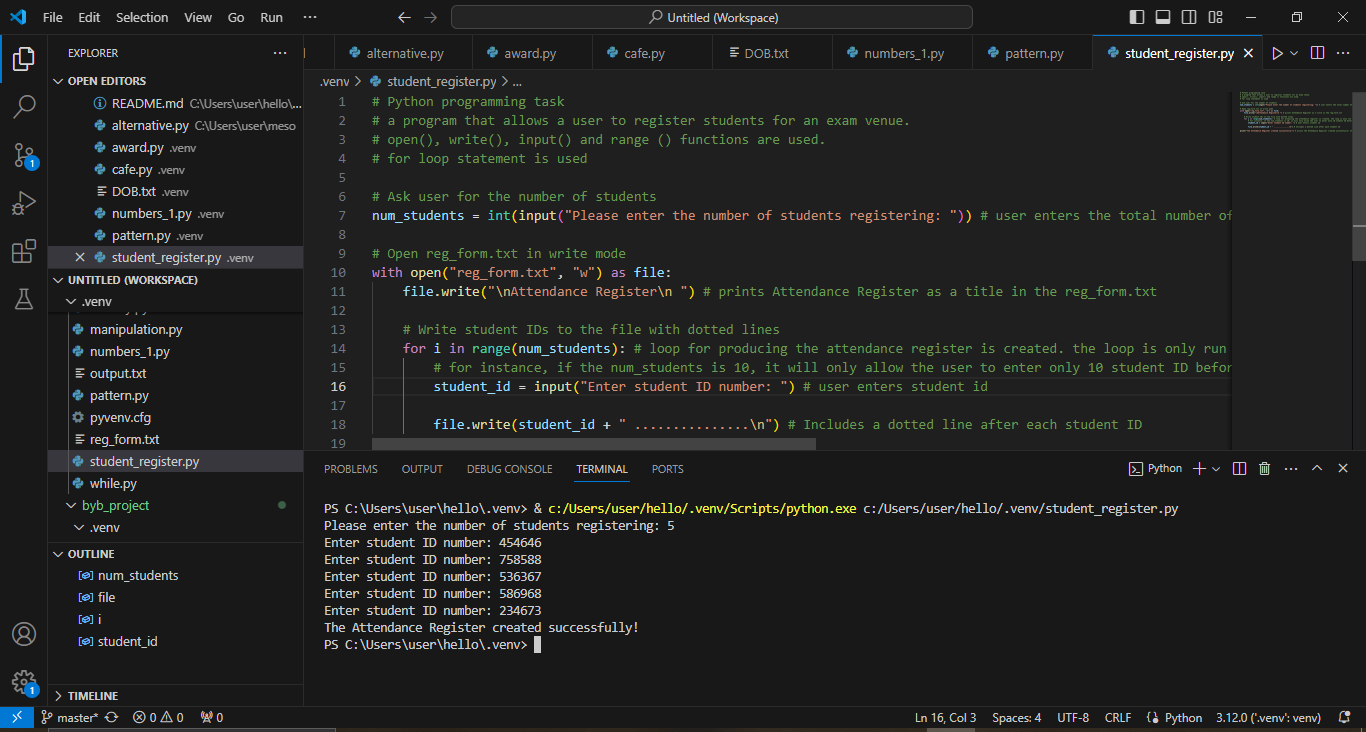 File Edit Selection View Go Run ··· Untitled (Workspace)
EXPLORER ···
OPEN EDITORS
README.md C:\Users\user\hello\...
alternative.py C:\Users\user\meso
award.py .venv
cafe.py .venv
DOB.txt .venv
numbers_1.py .venv
pattern.py .venv
student_register.py .venv
UNTITLED (WORKSPACE)
.venv
manipulation.py
numbers_1.py
output.txt
pattern.py
pyvenv.cfg
reg_form.txt
student_register.py
while.py
byb_project
.venv
OUTLINE
num_students
file
i
student_id
TIMELINE
1
1
alternative.py award.py cafe.py DOB.txt numbers_1.py pattern.py student_register.py ···
.venv > student_register.py > ...
1 # Python programming task
2 # a program that allows a user to register students for an exam venue.
3 # open(), write(), input() and range () functions are used.
4 # for loop statement is used
5
6 # Ask user for the number of students
7 num_students = int(input("Please enter the number of students registering: ")) # user enters the total number of
8
9 # Open reg_form.txt in write mode
10 with open("reg_form.txt", "w") as file:
11 file.write("\nAttendance Register\n ") # prints Attendance Register as a title in the reg_form.txt
12
13 # Write student IDs to the file with dotted lines
14 for i in range(num_students): # loop for producing the attendance register is created. the loop is only run
15 # for instance, if the num_students is 10, it will only allow the user to enter only 10 student ID befor
16 student_id = input("Enter student ID number: ") # user enters student id
17
18 file.write(student_id + " ...............\n") # Includes a dotted line after each student ID
19
PROBLEMS OUTPUT DEBUG CONSOLE TERMINAL PORTS Python ···
PS C:\Users\user\hello\.venv> & c:/Users/user/hello/.venv/Scripts/python.exe c:/Users/user/hello/.venv/student_register.py
Please enter the number of students registering: 5
Enter student ID number: 454646
Enter student ID number: 758588
Enter student ID number: 536367
Enter student ID number: 586968
Enter student ID number: 234673
The Attendance Register created successfully!
PS C:\Users\user\hello\.venv>
master* 0 0 0 Ln 16, Col 3 Spaces: 4 UTF-8 CRLF Python 3.12.0 ('.venv': venv)